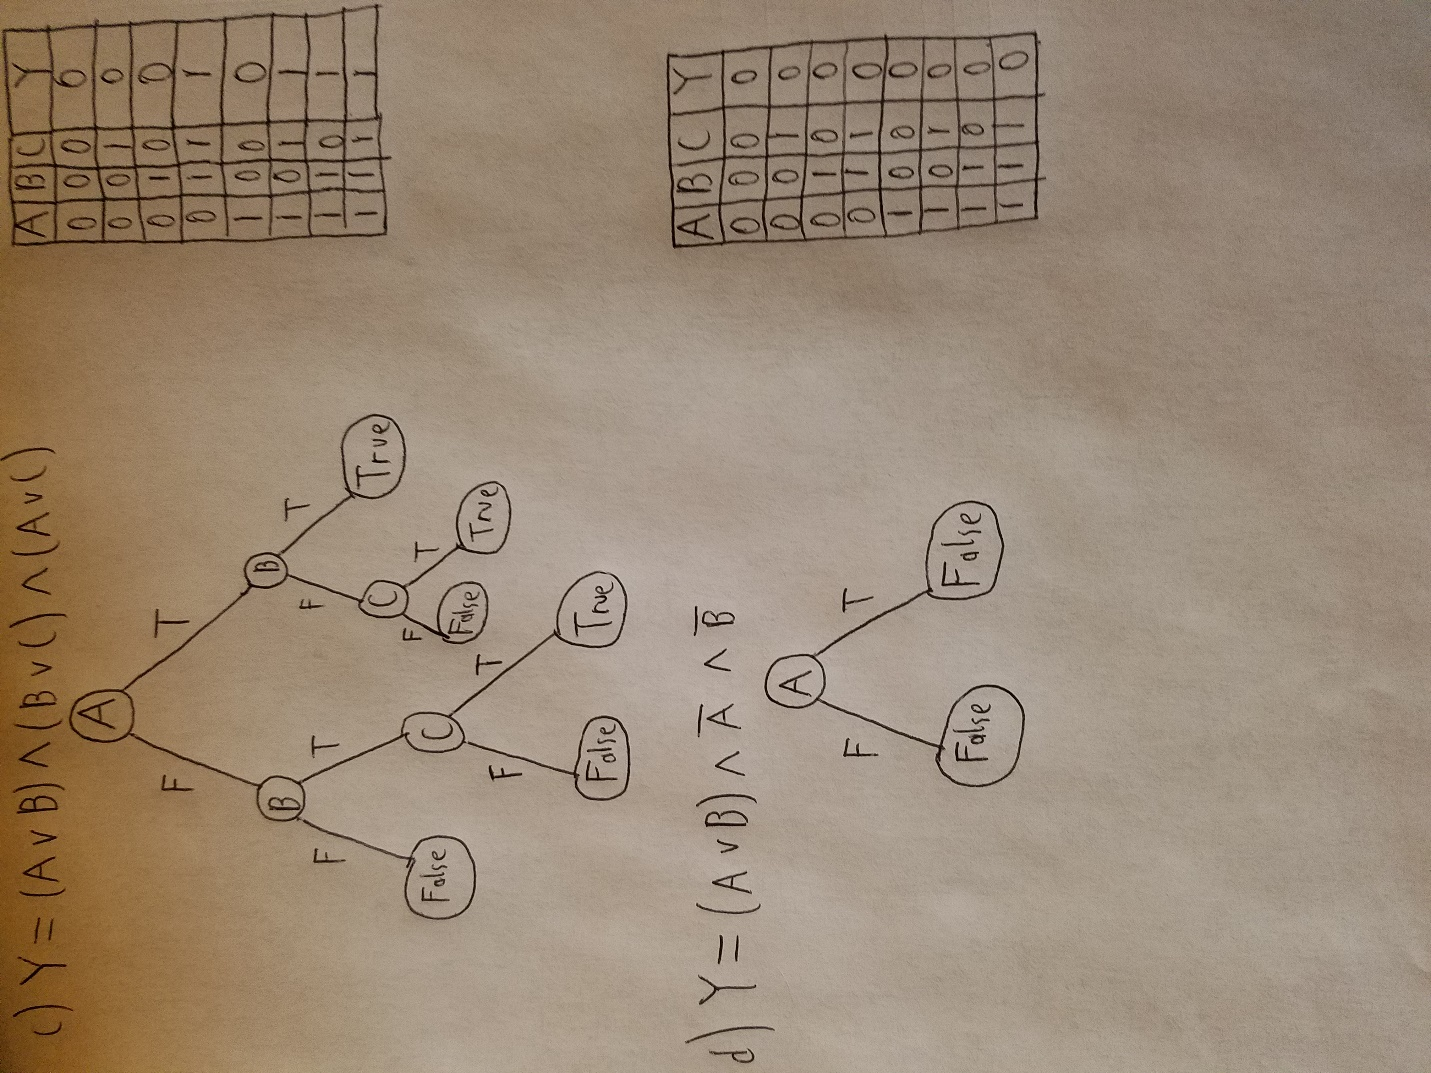 c) Y = (A ∨ B) ∧ (B ∨ C) ∧ (A ∨ C)
A
F T
B B
F T F T
False C C True
F T F T
False True False True
A B C Y
0 0 0 0
0 0 1 0
0 1 0 0
0 1 1 1
1 0 0 0
1 0 1 1
1 1 0 1
1 1 1 1
d) Y = (A ∨ B) ∧ A̅ ∧ B̅
A
F T
False False
A B C Y
0 0 0 0
0 0 1 0
0 1 0 0
0 1 1 0
1 0 0 0
1 0 1 0
1 1 0 0
1 1 1 0